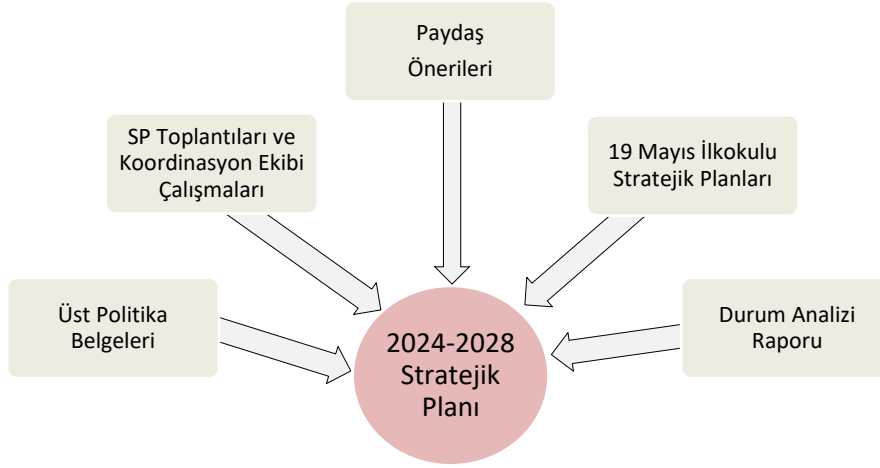 Paydaş
Önerileri
SP Toplantıları ve
Koordinasyon Ekibi
Çalışmaları
19 Mayıs İlkokulu
Stratejik Planları
Üst Politika
Belgeleri
Durum Analizi
Raporu
2024-2028
Stratejik
Planı